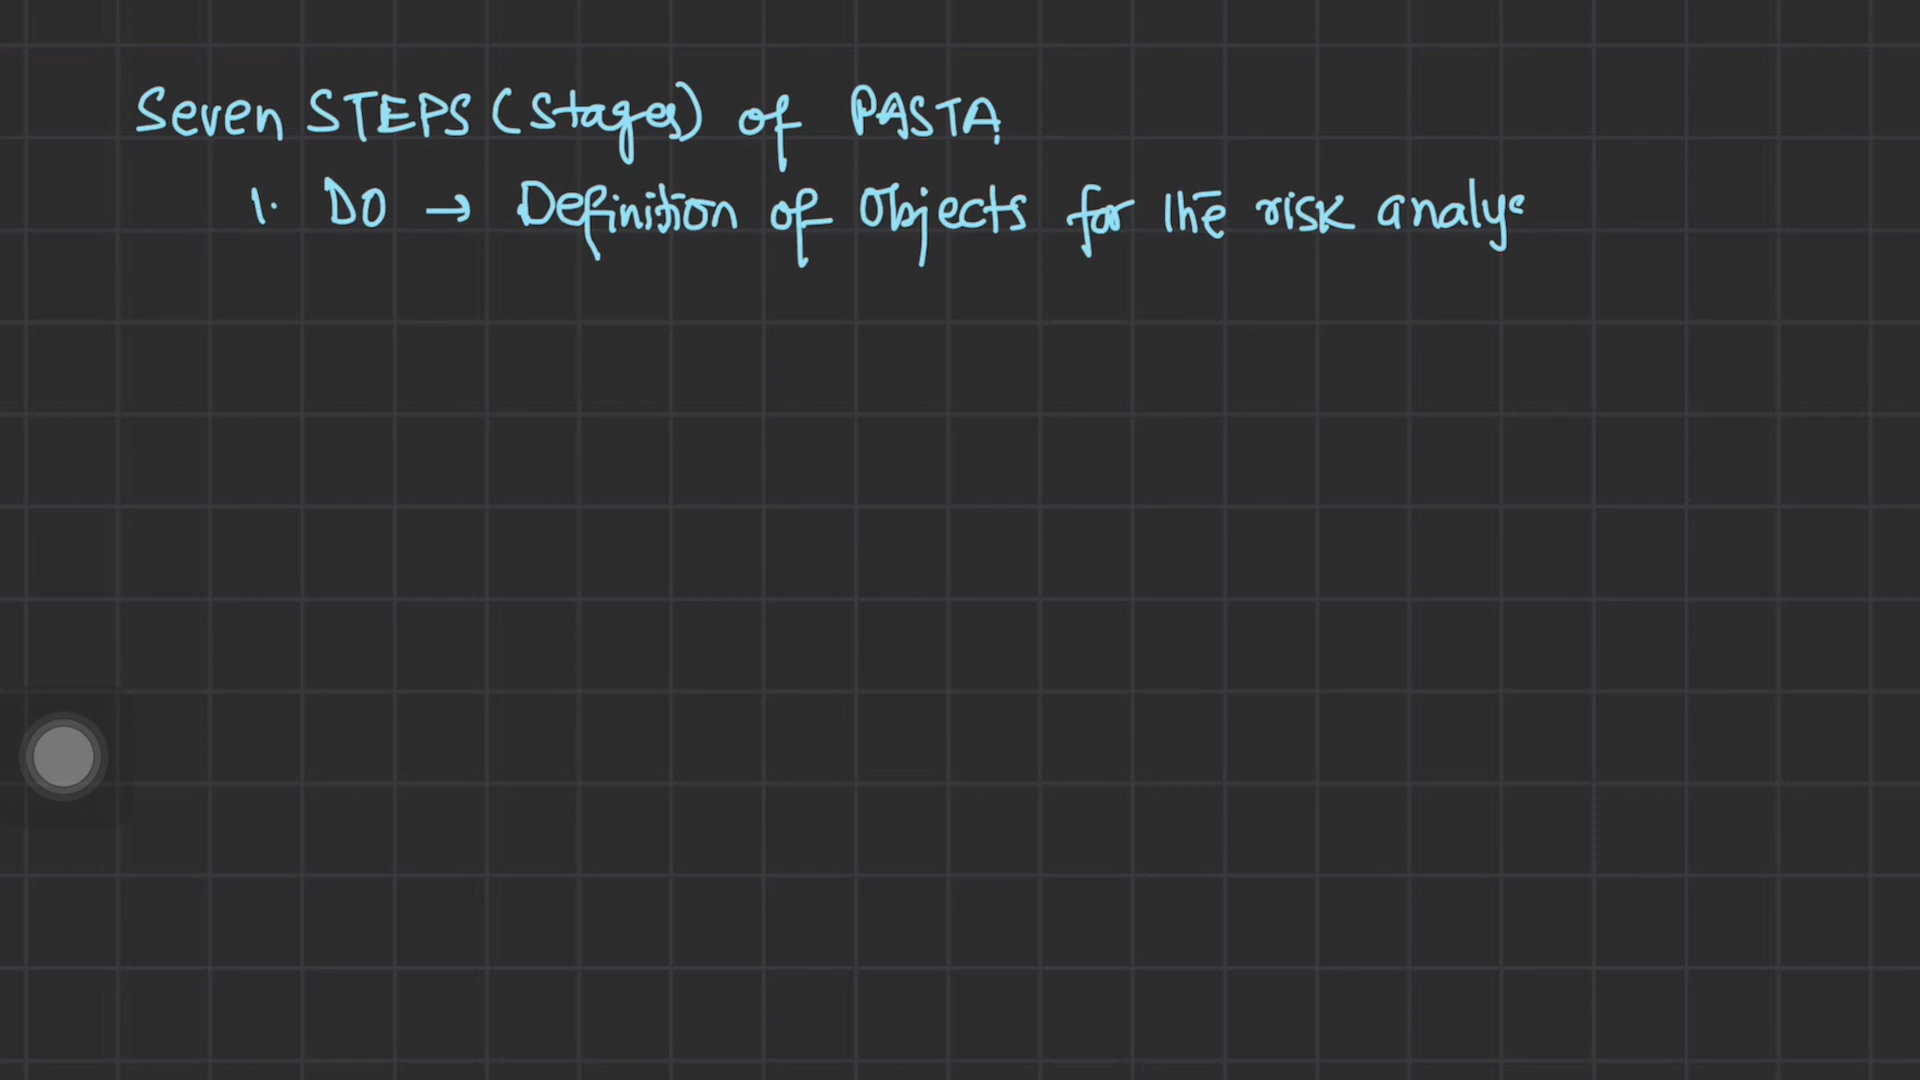 Seven STEPS (Stages) of PASTA
1. DO → Definition of Objects for the risk analys